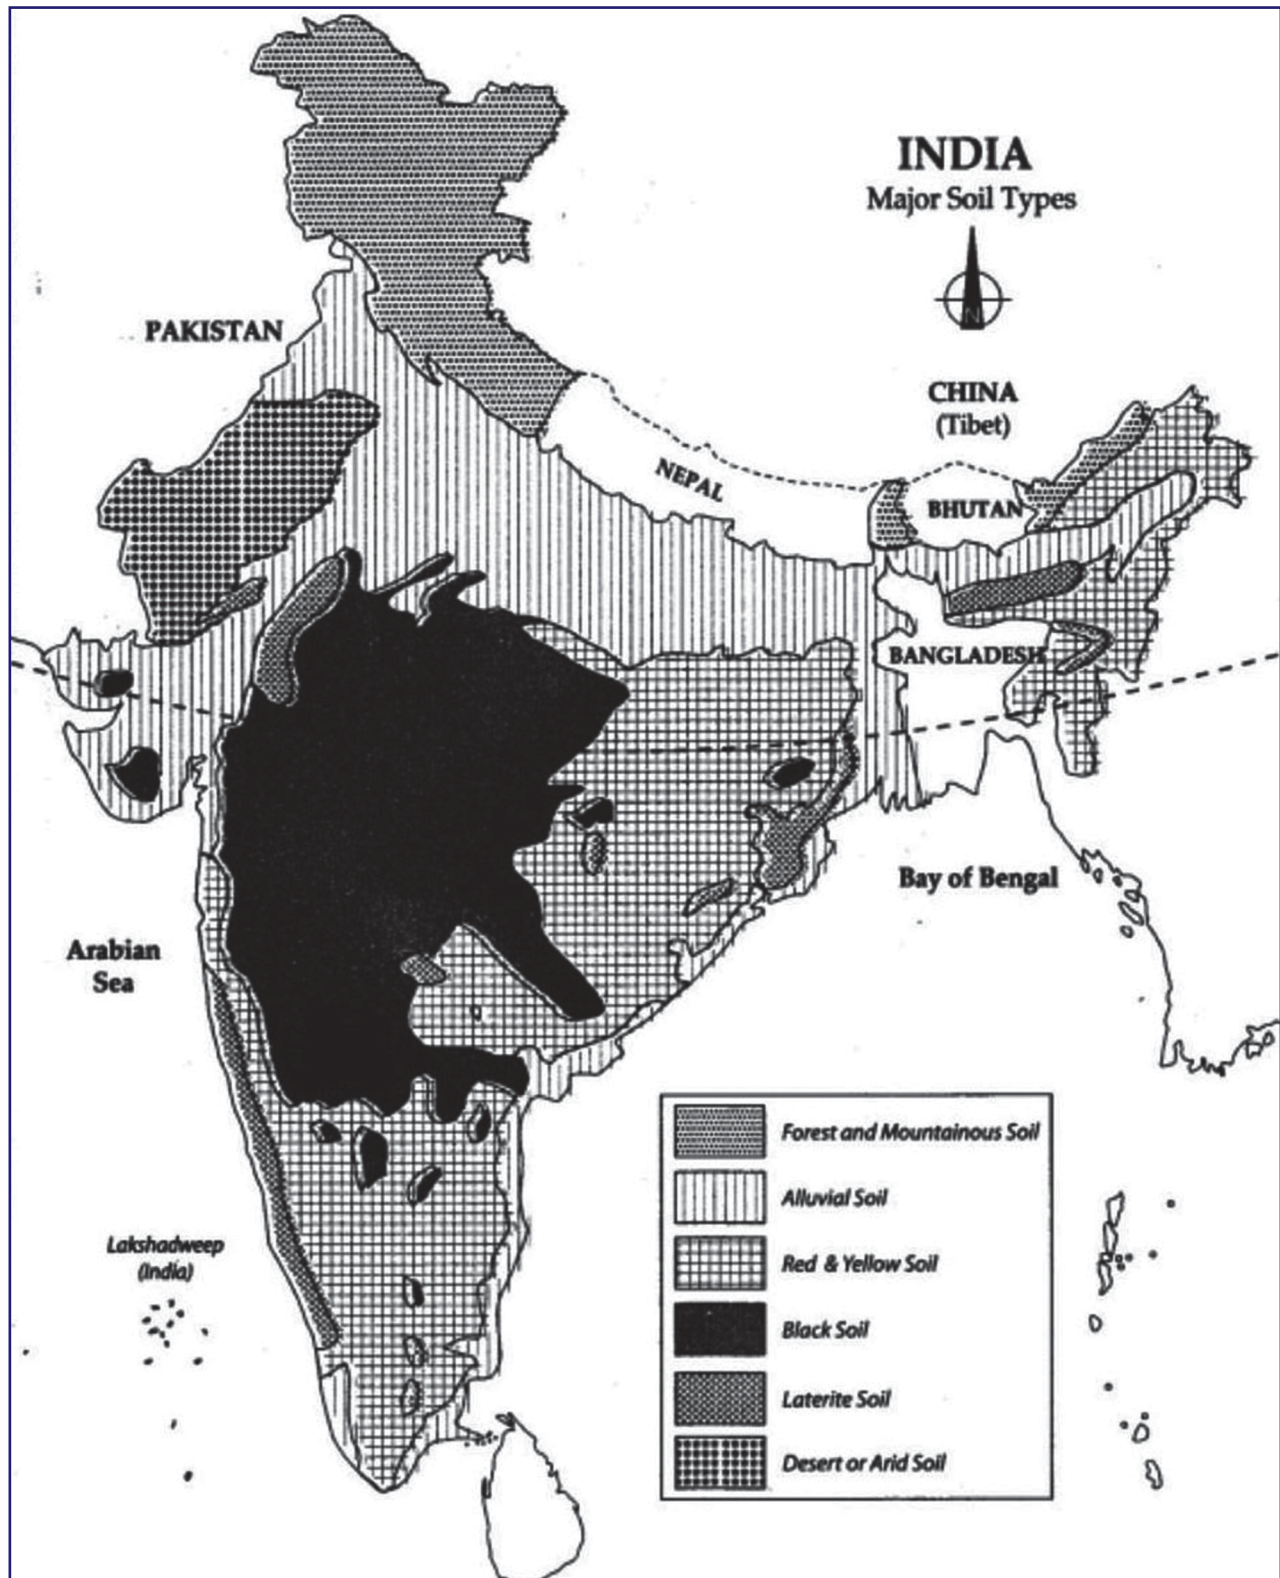 INDIA
Major Soil Types
N
PAKISTAN
CHINA
(Tibet)
NEPAL
BHUTAN
BANGLADESH
Bay of Bengal
Arabian
Sea
Lakshadweep
(India)
Forest and Mountainous Soil
Alluvial Soil
Red & Yellow Soil
Black Soil
Laterite Soil
Desert or Arid Soil